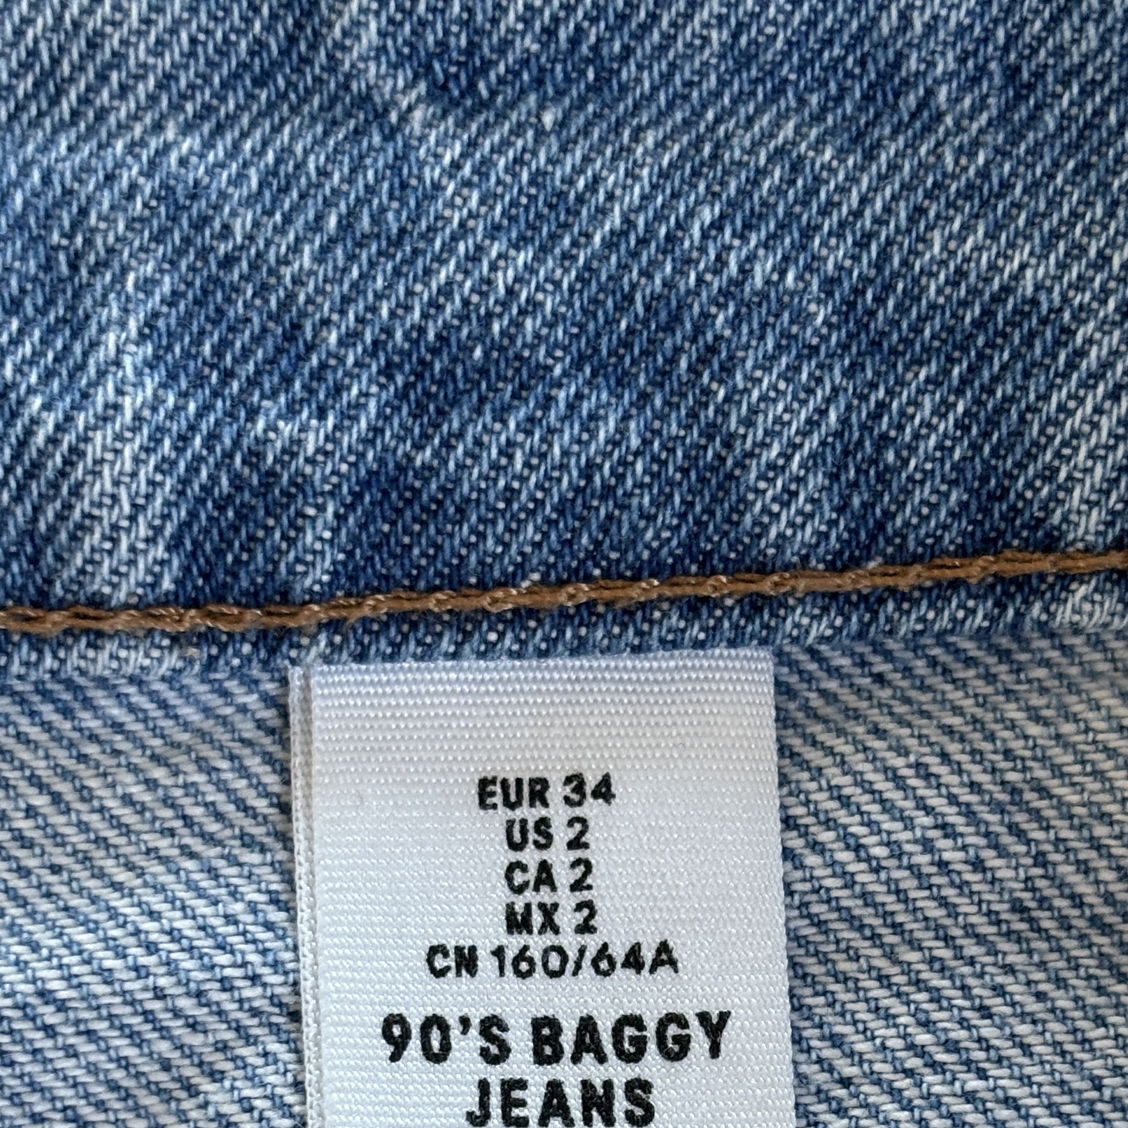 EUR 34
US 2
CA 2
MX 2
CN 160/64A
90'S BAGGY
JEANS